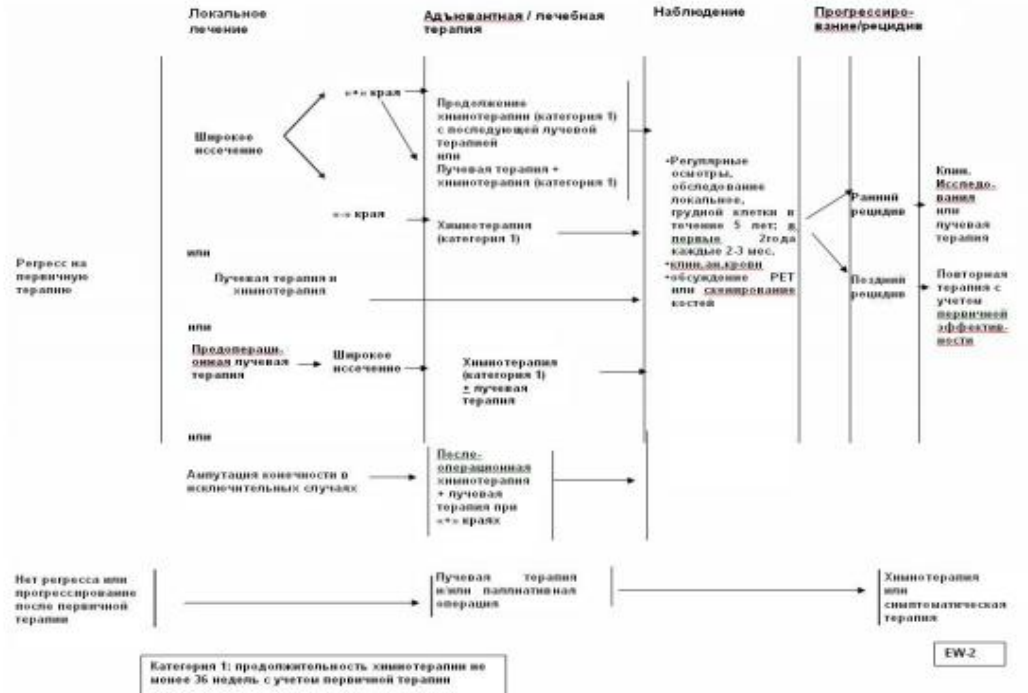 Локальное
лечение
Адъювантная / лечебная
терапия
Наблюдение
Прогрессиро-
вание/рецидив
Регресс на
первичную
терапию
Широкое
иссечение
«+» края
«-» края
Продолжение
химиотерапии (категория 1)
с последующей лучевой
терапией
или
Лучевая терапия +
химиотерапия (категория 1)
Химиотерапия
(категория 1)
или
Лучевая терапия и
химиотерапия
или
Предопераци-
онная лучевая
терапия
Широкое
иссечение
Химиотерапия
(категория 1)
+ лучевая
терапия
или
Ампутация конечности в
исключительных случаях
После-
операционная
химиотерапия
+ лучевая
терапия при
«+» краях
•Регулярные
осмотры,
обследование
локальное,
грудной клетки в
течение 5 лет; в
первые 2года
каждые 2-3 мес,
•клин.ан.крови
•обсуждение PET
или сканирование
костей
Ранний
рецидив
Поздний
рецидив
Клин.
Исследо-
вания
или
лучевая
терапия
Повторная
терапия с
учетом
первичной
эффектив-
ности
Нет регресса или
прогрессирование
после первичной
терапии
Лучевая терапия
и/или паллиативная
операция
Химиотерапия
или
симптоматическая
терапия
EW-2
Категория 1: продолжительность химиотерапии не
менее 36 недель с учетом первичной терапии